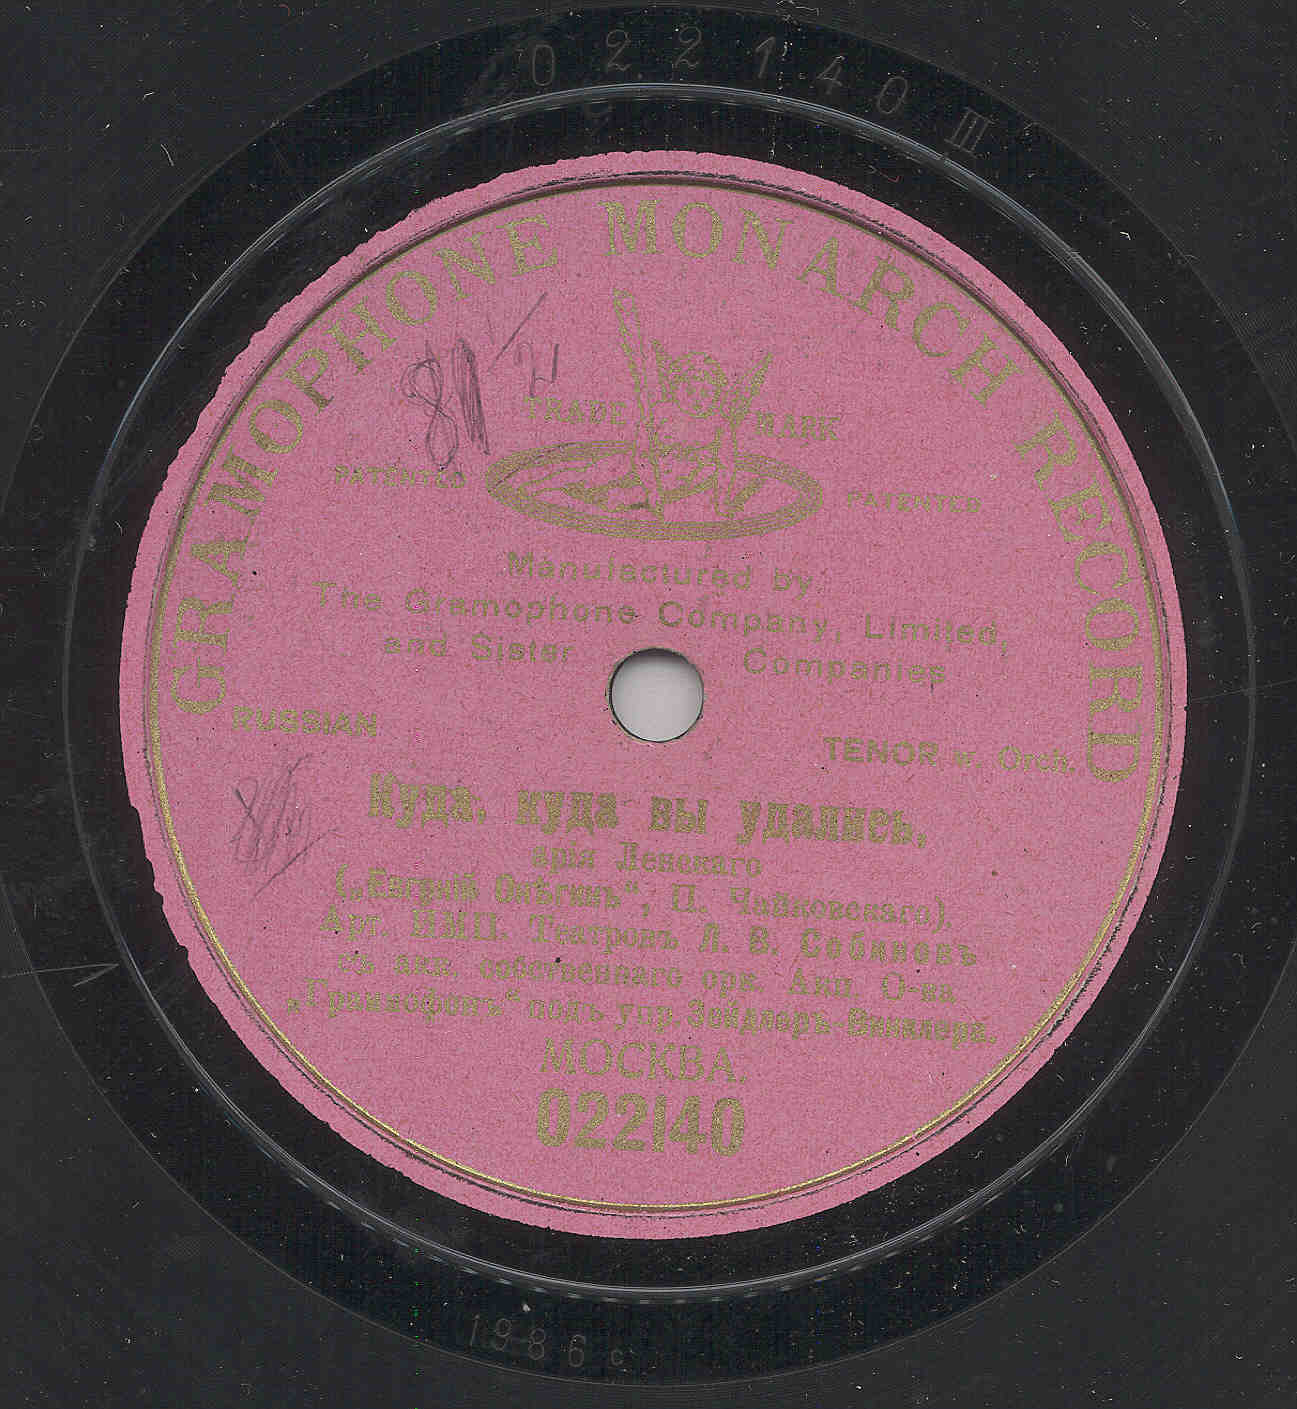 022140 III
GRAMOPHONE MONARCH RECORD
TRADE MARK
PATENTED PATENTED
Manufactured by
The Gramophone Company, Limited,
and Sister Companies
RUSSIAN
TENOR w. Orch.
Куда, куда вы удались,
арія Ленскаго
(„Евгеній Онѣгинъ“, П. Чайковскаго).
Арт. ИМП. Театровъ Л. В. Собиновъ
съ акк. собственнаго орк. Акц. О-ва
„Граммофонъ“ подъ упр. Зейдлеръ-Винклера.
МОСКВА.
022140
1986 c